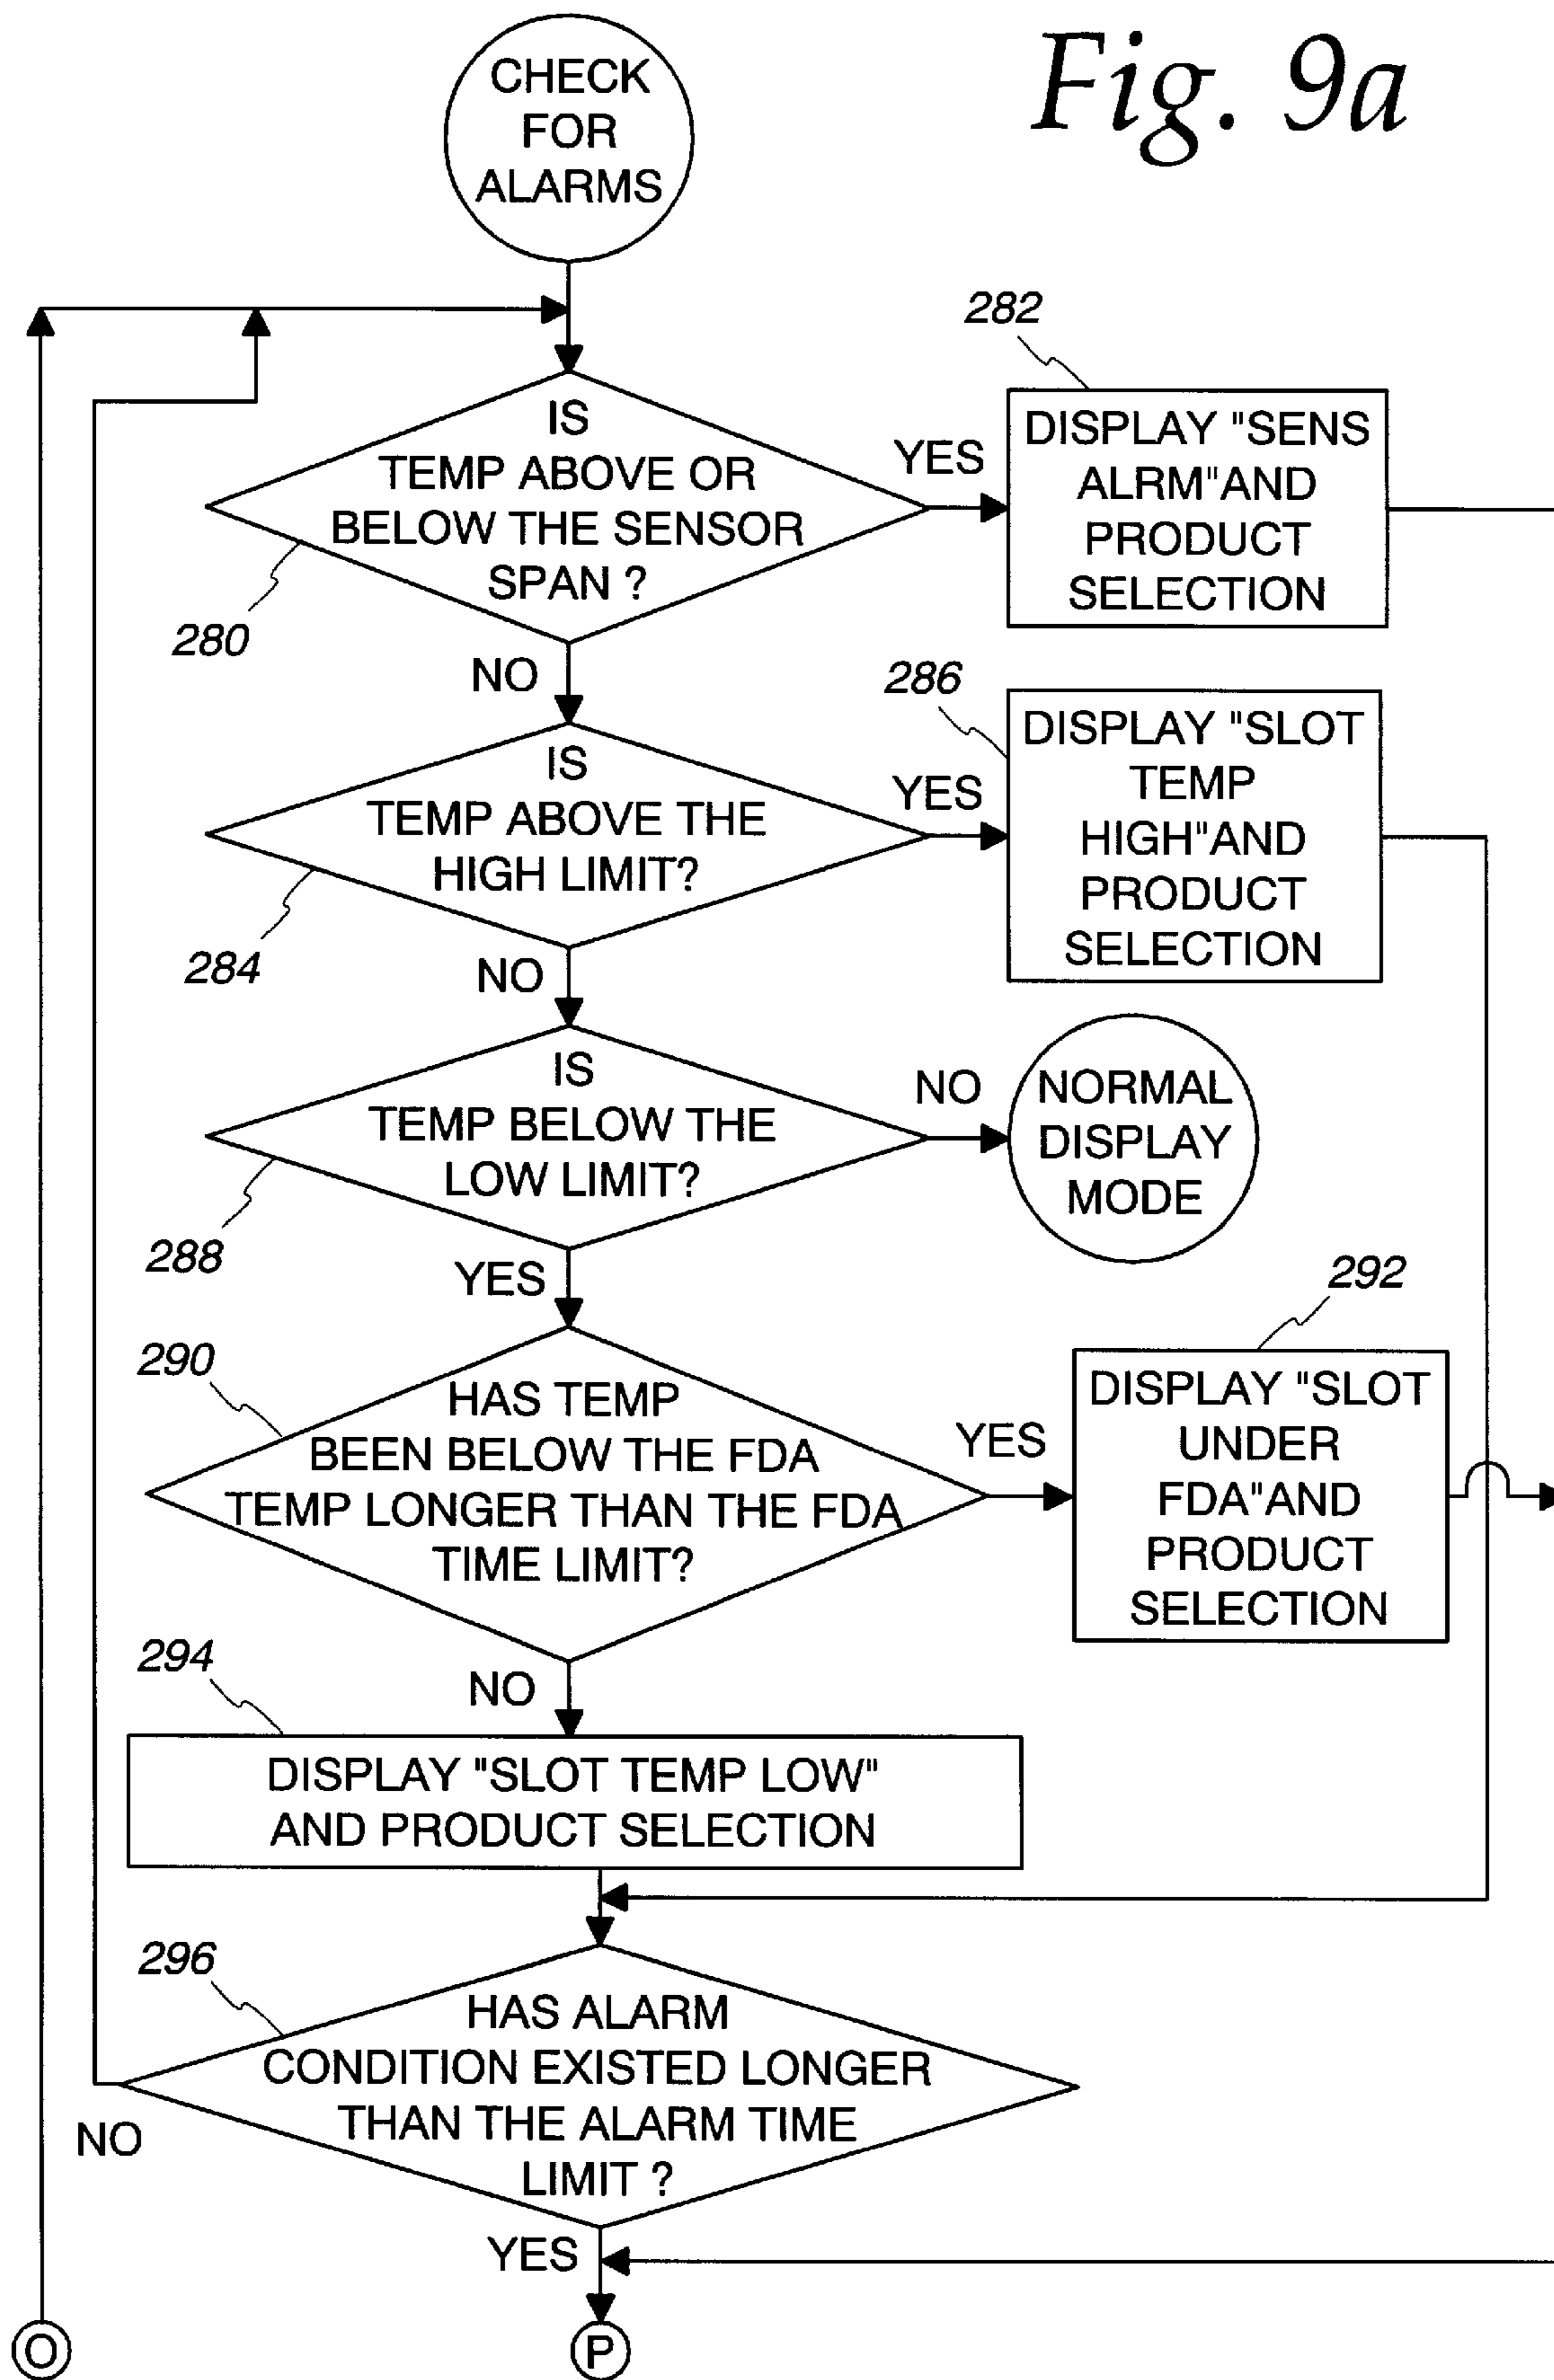 Fig. 9a
CHECK
FOR
ALARMS
282
IS
TEMP ABOVE OR
BELOW THE SENSOR
SPAN ?
280
YES
DISPLAY "SENS
ALRM"AND
PRODUCT
SELECTION
NO
286
IS
TEMP ABOVE THE
HIGH LIMIT?
284
YES
DISPLAY "SLOT
TEMP
HIGH"AND
PRODUCT
SELECTION
NO
IS
TEMP BELOW THE
LOW LIMIT?
288
NO
NORMAL
DISPLAY
MODE
YES
292
290
HAS TEMP
BEEN BELOW THE FDA
TEMP LONGER THAN THE FDA
TIME LIMIT?
YES
DISPLAY "SLOT
UNDER
FDA"AND
PRODUCT
SELECTION
294
NO
DISPLAY "SLOT TEMP LOW"
AND PRODUCT SELECTION
296
HAS ALARM
CONDITION EXISTED LONGER
THAN THE ALARM TIME
LIMIT ?
NO
YES
O
P